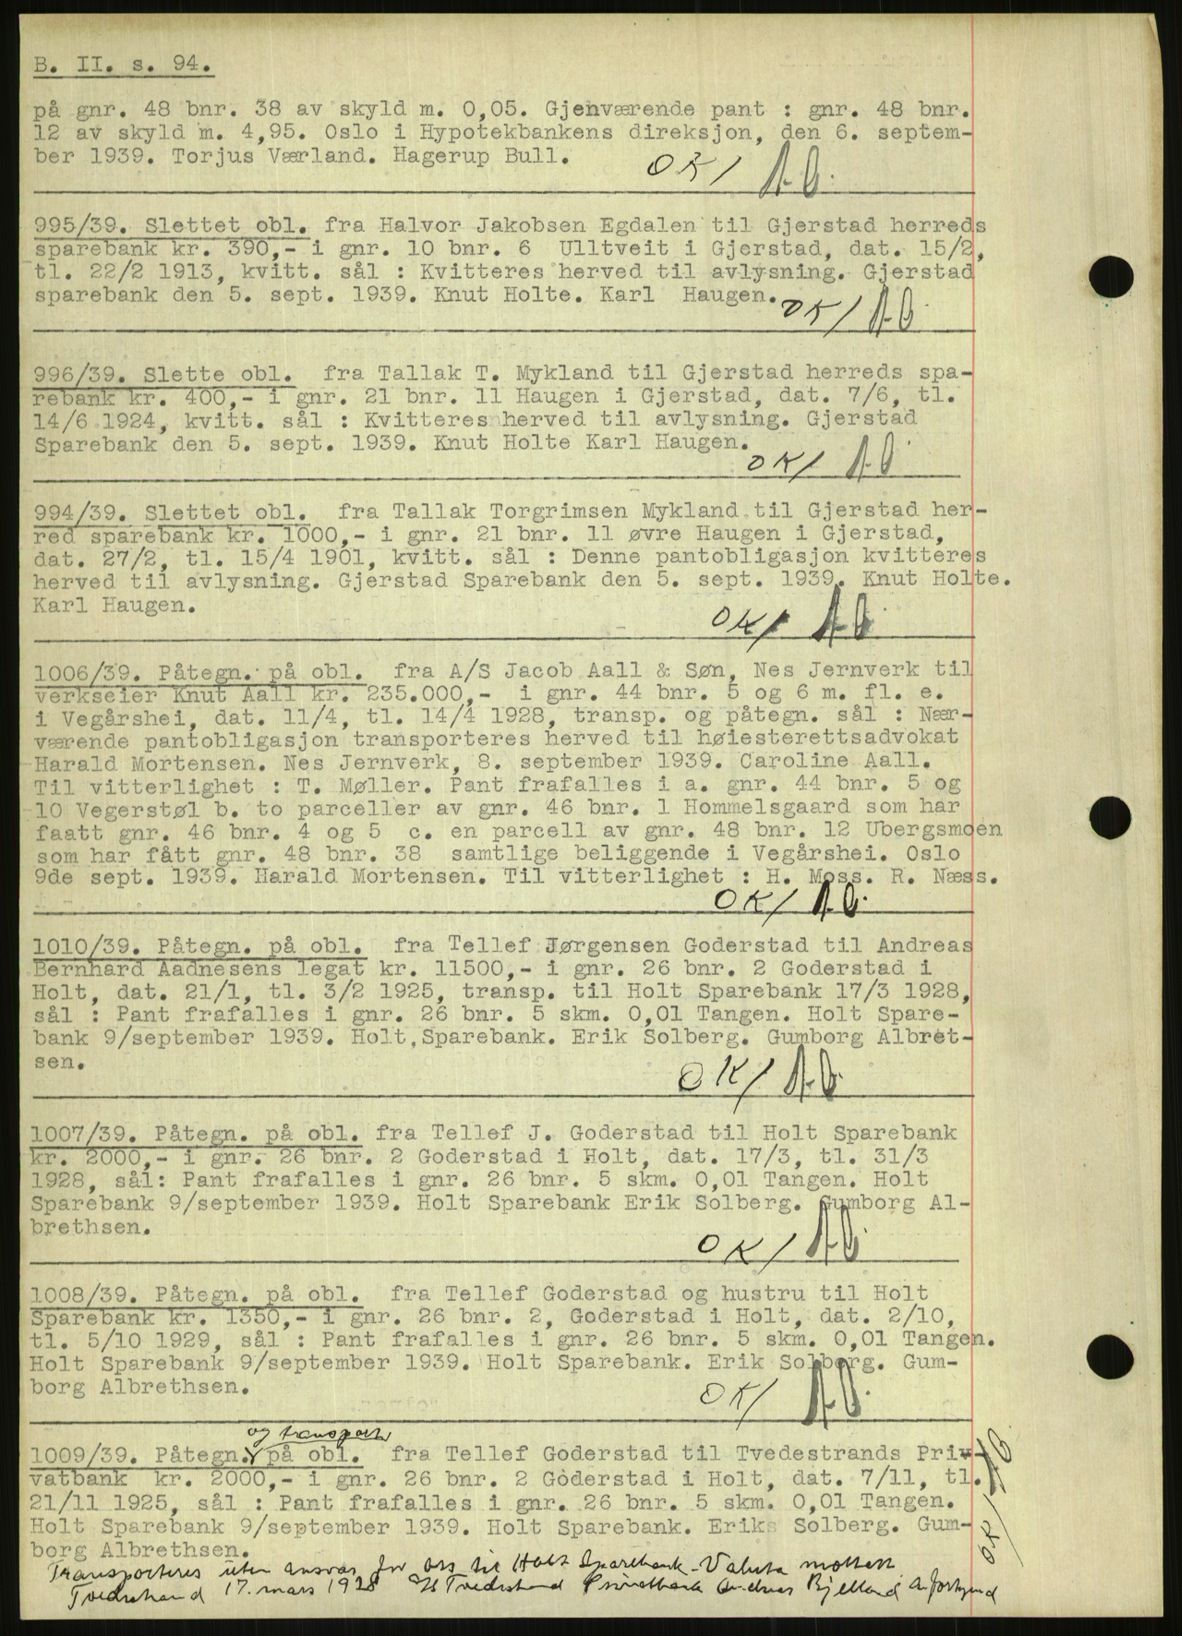 B. II. s. 94.
på gnr. 48 bnr. 38 av skyld m. 0,05. Gjenværende pant : gnr. 48 bnr.
12 av skyld m. 4,95. Oslo i Hypotekbankens direksjon, den 6. septem-
ber 1939. Torjus Værland. Hagerup Bull.
OK/
995/39. Slettet obl. fra Halvor Jakobsen Egdalen til Gjerstad herreds
sparebank kr. 390,- i gnr. 10 bnr. 6 Ulltveit i Gjerstad, dat. 15/2,
tl. 22/2 1913, kvitt. sål : Kvitteres herved til avlysning. Gjerstad
sparebank den 5. sept. 1939. Knut Holte. Karl Haugen.
OK/
996/39. Slette obl. fra Tallak T. Mykland til Gjerstad herreds spa-
rebank kr. 400,- i gnr. 21 bnr. 11 Haugen i Gjerstad, dat. 7/6, tl.
14/6 1924, kvitt. sål : Kvitteres herved til avlysning. Gjerstad
Sparebank den 5. sept. 1939. Knut Holte Karl Haugen.
OK/
994/39. Slettet obl. fra Tallak Torgrimsen Mykland til Gjerstad her-
red sparebank kr. 1000,- i gnr. 21 bnr. 11 øvre Haugen i Gjerstad,
dat. 27/2, tl. 15/4 1901, kvitt. sål : Denne pantobligasjon kvitteres
herved til avlysning. Gjerstad Sparebank den 5. sept. 1939. Knut Holte.
Karl Haugen.
OK/
1006/39. Påtegn. på obl. fra A/S Jacob Aall & Søn, Nes Jernverk til
verkseier Knut Aall kr. 235.000,- i gnr. 44 bnr. 5 og 6 m. fl. e.
i Vegårshei, dat. 11/4, tl. 14/4 1928, transp. og påtegn. sål : Nær-
værende pantobligasjon transporteres herved til høiesterettsadvokat
Harald Mortensen. Nes Jernverk, 8. september 1939. Caroline Aall.
Til vitterlighet : T. Møller. Pant frafalles i a. gnr. 44 bnr. 5 og
10 Vegerstøl b. to parceller av gnr. 46 bnr. 1 Hommelsgaard som har
faatt gnr. 46 bnr. 4 og 5 c. en parcell av gnr. 48 bnr. 12 Ubergsmoen
som har fått gnr. 48 bnr. 38 samtlige beliggende i Vegårshei. Oslo
9de sept. 1939. Harald Mortensen. Til vitterlighet : H. Moss. R. Næss.
OK/
1010/39. Påtegn. på obl. fra Tellef Jørgensen Goderstad til Andreas
Bernhard Aadnesens legat kr. 11500,- i gnr. 26 bnr. 2 Goderstad i
Holt, dat. 21/1, tl. 3/2 1925, transp. til Holt Sparebank 17/3 1928,
sål : Pant frafalles i gnr. 26 bnr. 5 skm. 0,01 Tangen. Holt Spare-
bank 9/september 1939. Holt Sparebank. Erik Solberg. Gumborg Albret-
sen.
OK/
1007/39. Påtegn. på obl. fra Tellef J. Goderstad til Holt Sparebank
kr. 2000,- i gnr. 26 bnr. 2 Goderstad i Holt, dat. 17/3, tl. 31/3
1928, sål: Pant frafalles i gnr. 26 bnr. 5 skm. 0,01 Tangen. Holt
Sparebank 9/september 1939. Holt Sparebank Erik Solberg. Gumborg Al-
brethsen.
OK/
1008/39. Påtegn. på obl. fra Tellef Goderstad og hustru til Holt
Sparebank kr. 1350,- i gnr. 26 bnr. 2, Goderstad i Holt, dat. 2/10,
tl. 5/10 1929, sål : Pant frafalles i gnr. 26 bnr. 5 skm. 0,01 Tangen.
Holt Sparebank 9/september 1939. Holt Sparebank. Erik Solberg. Gum-
borg Albrethsen.
OK/
og transport
1009/39. Påtegn. på obl. fra Tellef Goderstad til Tvedestrands Pri-
vatbank kr. 2000,- i gnr. 26 bnr. 2 Goderstad i Holt, dat. 7/11, tl.
21/11 1925, sål : Pant frafalles i gnr. 26 bnr. 5 skm. 0,01 Tangen.
Holt Sparebank 9/september 1939. Holt Sparebank. Erik Solberg. Gum-
borg Albrethsen.
OK/
Transporteres uten ansvar for oss til Holt Sparebank. Valuta mottatt.
Tvedestrand 17. mars 1928 Tvedestrand Privatbank Andreas Bjelland